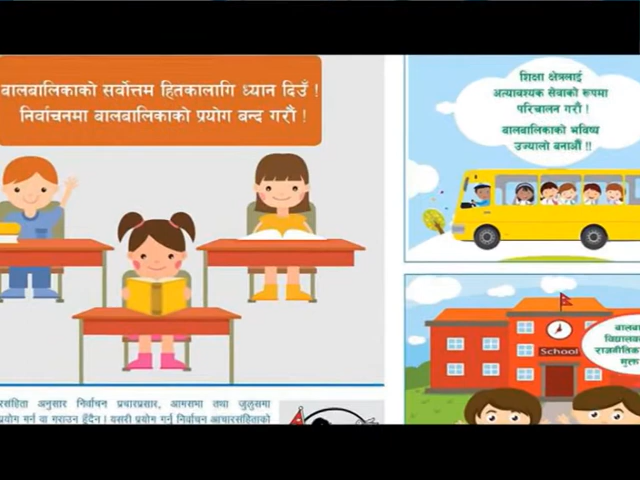 बालबालिकाको सर्वोत्तम हितकालागि ध्यान दिउँ !
निर्वाचनमा बालबालिकाको प्रयोग बन्द गरौं !
शिक्षा क्षेत्रलाई
अत्यावश्यक सेवाको रूपमा
परिचालन गरौं !
बालबालिकाको भविष्य
उज्यालो बनाऔं !!
School
अनुसार निर्वाचन प्रचारप्रसार, आमसभा तथा जुलुसमा
गर्न वा गराउन हुँदैन । यसरी प्रयोग गर्नु निर्वाचन आचारसंहिताको